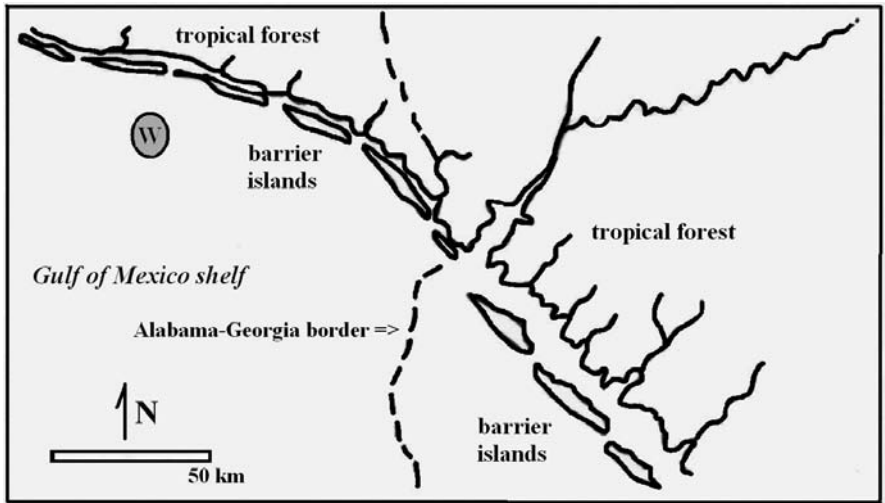 tropical forest
W
barrier
islands
tropical forest
Gulf of Mexico shelf
Alabama-Georgia border =>
N
barrier
islands
50 km